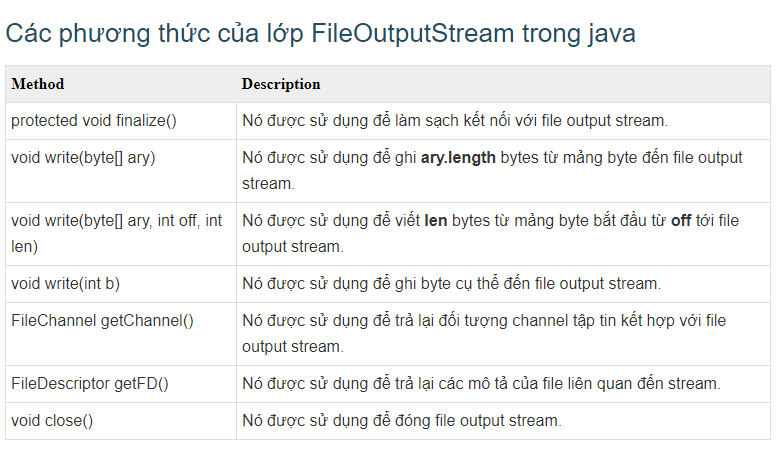 Các phương thức của lớp FileOutputStream trong java
Method Description
protected void finalize() Nó được sử dụng để làm sạch kết nối với file output stream.
void write(byte[] ary) Nó được sử dụng để ghi ary.length bytes từ mảng byte đến file output
stream.
void write(byte[] ary, int off, int Nó được sử dụng để viết len bytes từ mảng byte bắt đầu từ off tới file
len) output stream.
void write(int b) Nó được sử dụng để ghi byte cụ thể đến file output stream.
FileChannel getChannel() Nó được sử dụng để trả lại đối tượng channel tập tin kết hợp với file
output stream.
FileDescriptor getFD() Nó được sử dụng để trả lại các mô tả của file liên quan đến stream.
void close() Nó được sử dụng để đóng file output stream.